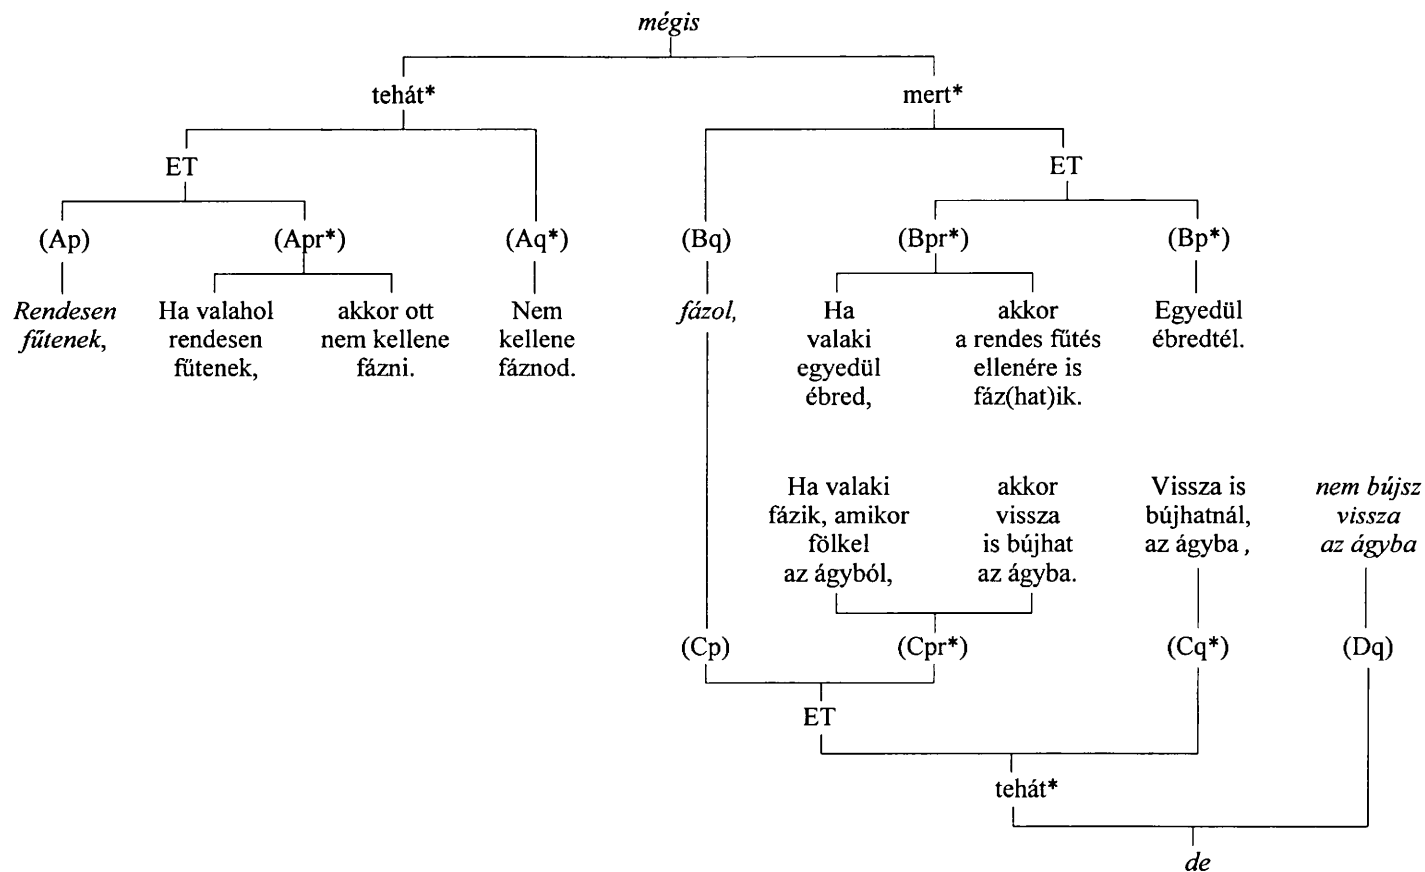 mégis
tehát* mert*
ET ET
(Ap) (Apr*) (Aq*) (Bq) (Bpr*) (Bp*)
Rendesen Ha valahol akkor ott Nem fázol, Ha akkor Egyedül
fűtenek, rendesen nem kellene kellene valaki a rendes fűtés ébredtél.
fűtenek, fázni. fáznod. egyedül ellenére is
ébred, fáz(hat)ik.
Ha valaki akkor Vissza is nem bújsz
fázik, amikor vissza bújhatnál, vissza
fölkel is bújhat az ágyba, az ágyba
az ágyból, az ágyba.
(Cp) (Cpr*) (Cq*) (Dq)
ET
tehát*
de